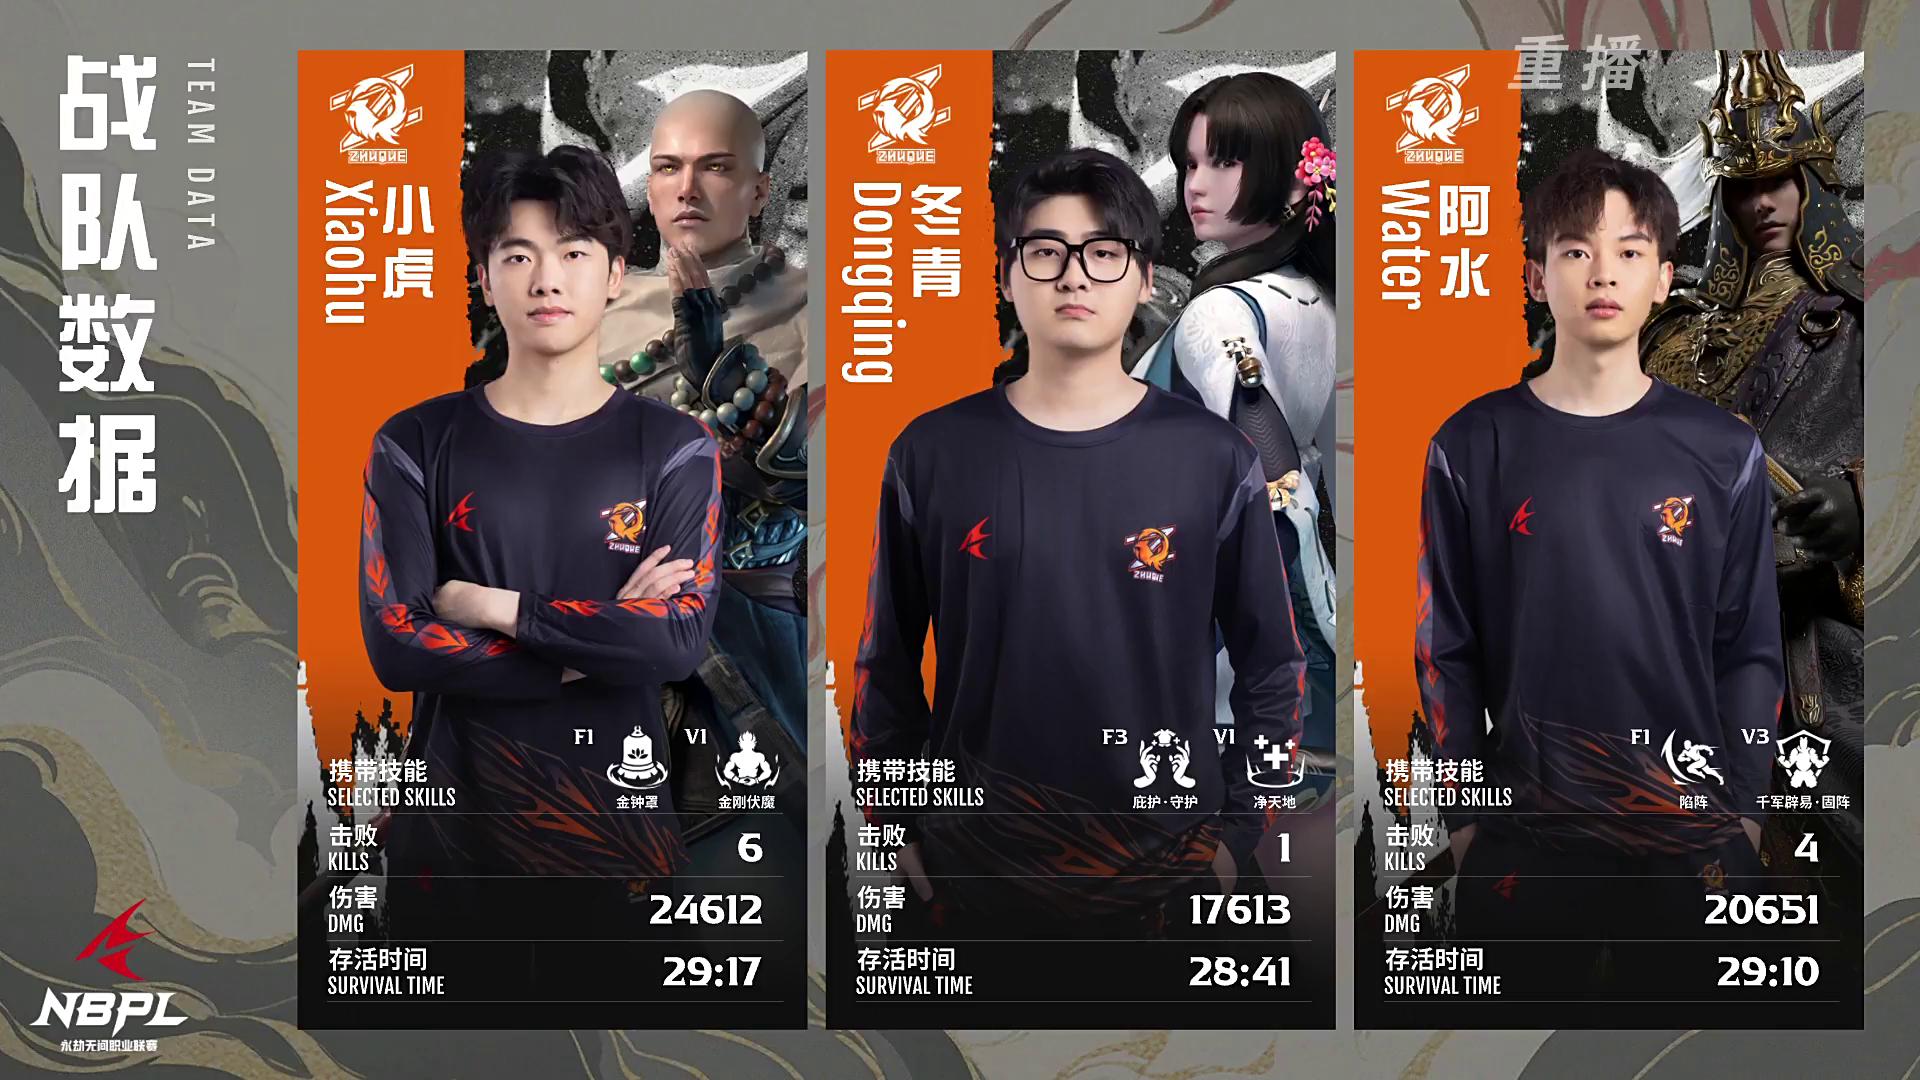 战队数据
TEAM DATA
重播
ZHUQUE
小虎
Xiaohu
ZHUQUE
F1
金钟罩
V1
金刚伏魔
携带技能
SELECTED SKILLS
击败
KILLS
6
伤害
DMG
24612
存活时间
SURVIVAL TIME
29:17
ZHUQUE
冬青
Dongqing
ZHUQUE
F3
庇护·守护
V1
净天地
携带技能
SELECTED SKILLS
击败
KILLS
1
伤害
DMG
17613
存活时间
SURVIVAL TIME
28:41
ZHUQUE
阿水
Water
ZHUQUE
F1
陷阵
V3
千军辟易·固阵
携带技能
SELECTED SKILLS
击败
KILLS
4
伤害
DMG
20651
存活时间
SURVIVAL TIME
29:10
NBPL
永劫无间职业联赛